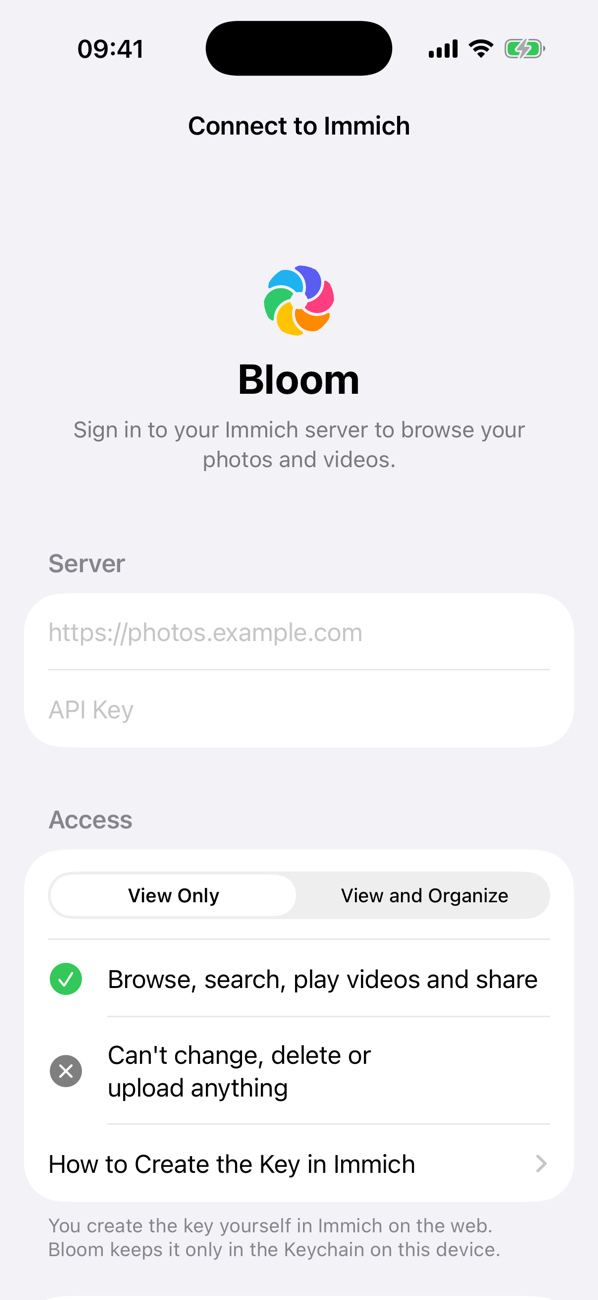 09:41
Connect to Immich
Bloom
Sign in to your Immich server to browse your
photos and videos.
Server
https://photos.example.com
API Key
Access
View Only
View and Organize
Browse, search, play videos and share
Can't change, delete or
upload anything
How to Create the Key in Immich
You create the key yourself in Immich on the web.
Bloom keeps it only in the Keychain on this device.